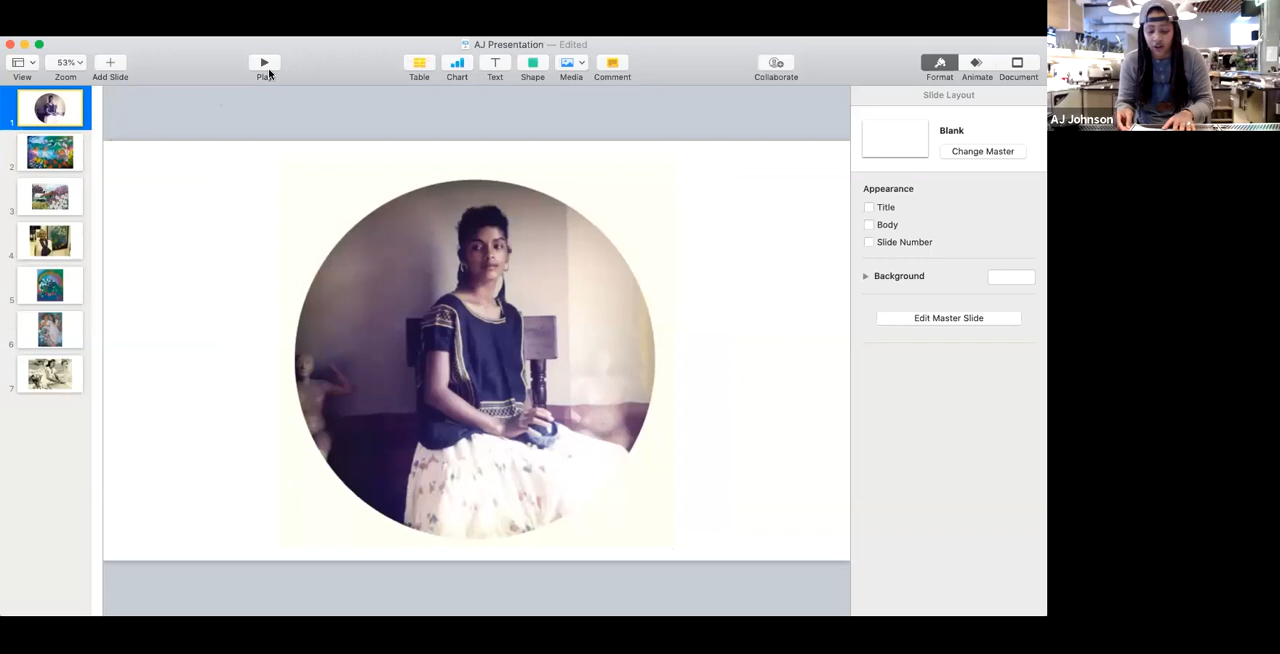 AJ Presentation — Edited
53%
View
Zoom
Add Slide
Play
Table
Chart
Text
Shape
Media
Comment
Collaborate
Format
Animate
Document
1
2
3
4
5
6
7
Slide Layout
Blank
Change Master
Appearance
Title
Body
Slide Number
Background
Edit Master Slide
AJ Johnson